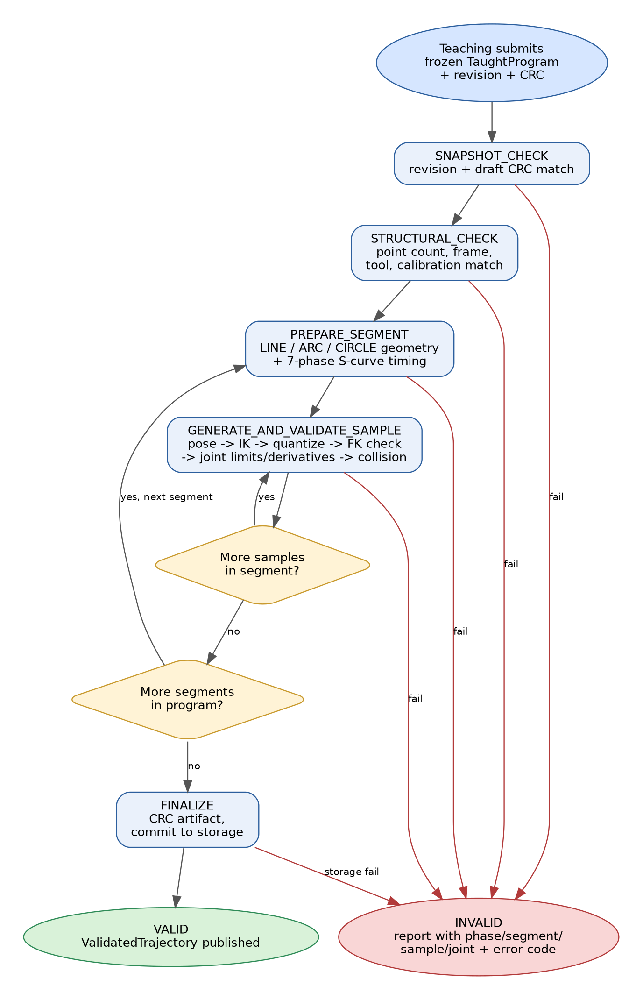 Teaching submits
frozen TaughtProgram
+ revision + CRC
SNAPSHOT_CHECK
revision + draft CRC match
STRUCTURAL_CHECK
point count, frame,
tool, calibration match
PREPARE_SEGMENT
LINE / ARC / CIRCLE geometry
+ 7-phase S-curve timing
GENERATE_AND_VALIDATE_SAMPLE
pose -> IK -> quantize -> FK check
-> joint limits/derivatives -> collision
yes, next segment
yes
fail
More samples
in segment?
fail
no
fail
More segments
in program?
fail
no
FINALIZE
CRC artifact,
commit to storage
storage fail
VALID
ValidatedTrajectory published
INVALID
report with phase/segment/
sample/joint + error code